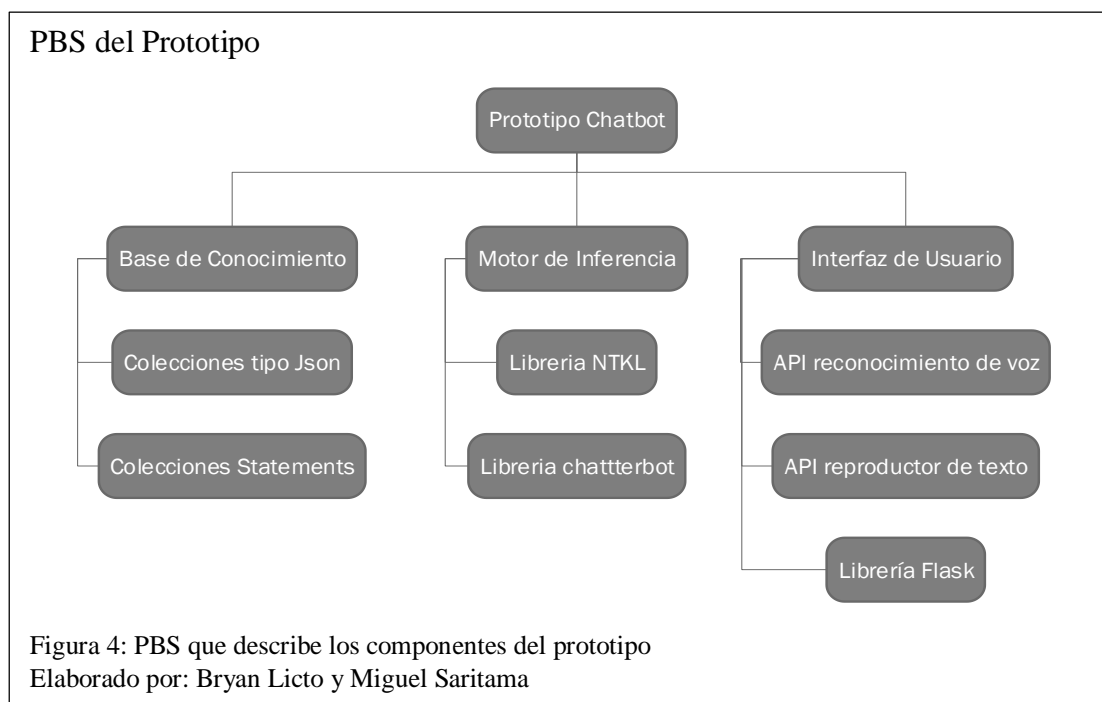 PBS del Prototipo
Prototipo Chatbot
Base de Conocimiento
Motor de Inferencia
Interfaz de Usuario
Colecciones tipo Json
Libreria NTKL
API reconocimiento de voz
Colecciones Statements
Libreria chattterbot
API reproductor de texto
Librería Flask
Figura 4: PBS que describe los componentes del prototipo
Elaborado por: Bryan Licto y Miguel Saritama